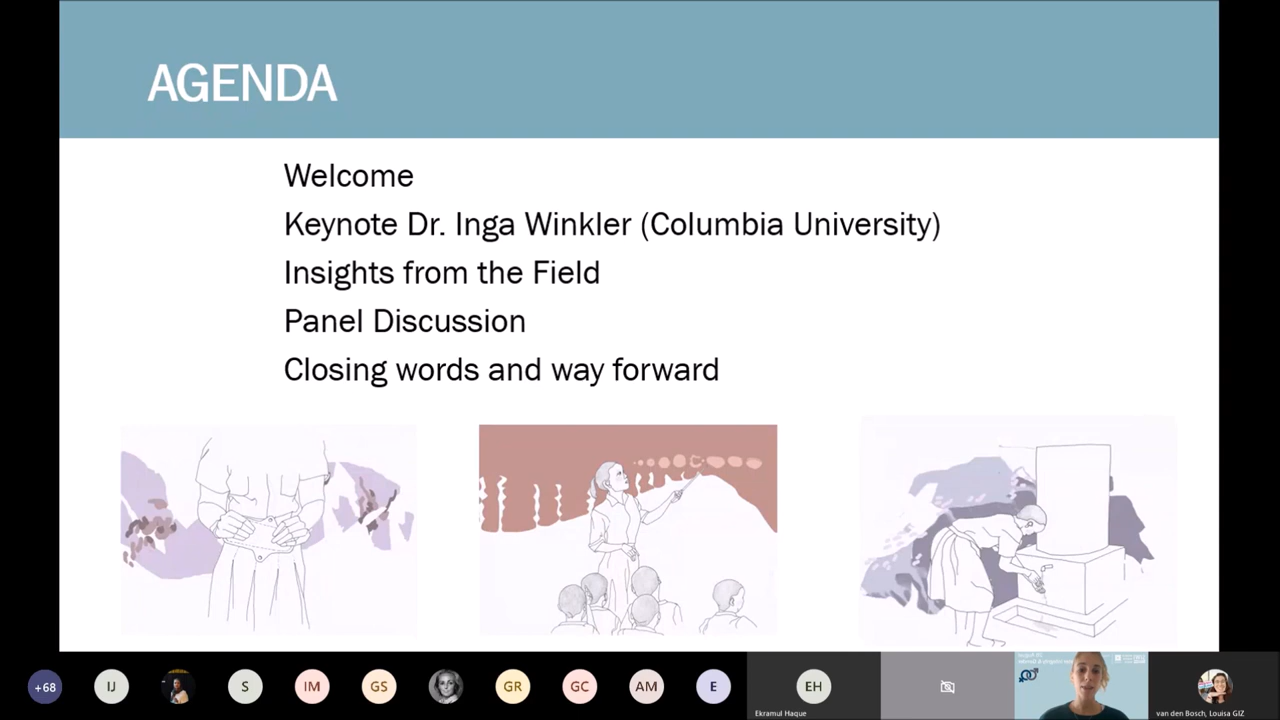 AGENDA
Welcome
Keynote Dr. Inga Winkler (Columbia University)
Insights from the Field
Panel Discussion
Closing words and way forward
+68
IJ
S
IM
GS
GR
GC
AM
E
EH
Ekramul Haque
van den Bosch, Louisa GIZ